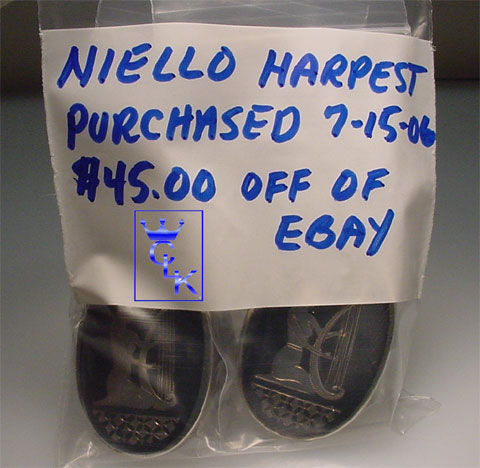 NIELLO HARPEST
PURCHASED 7-15-06
$45.00 OFF OF
EBAY
CLK